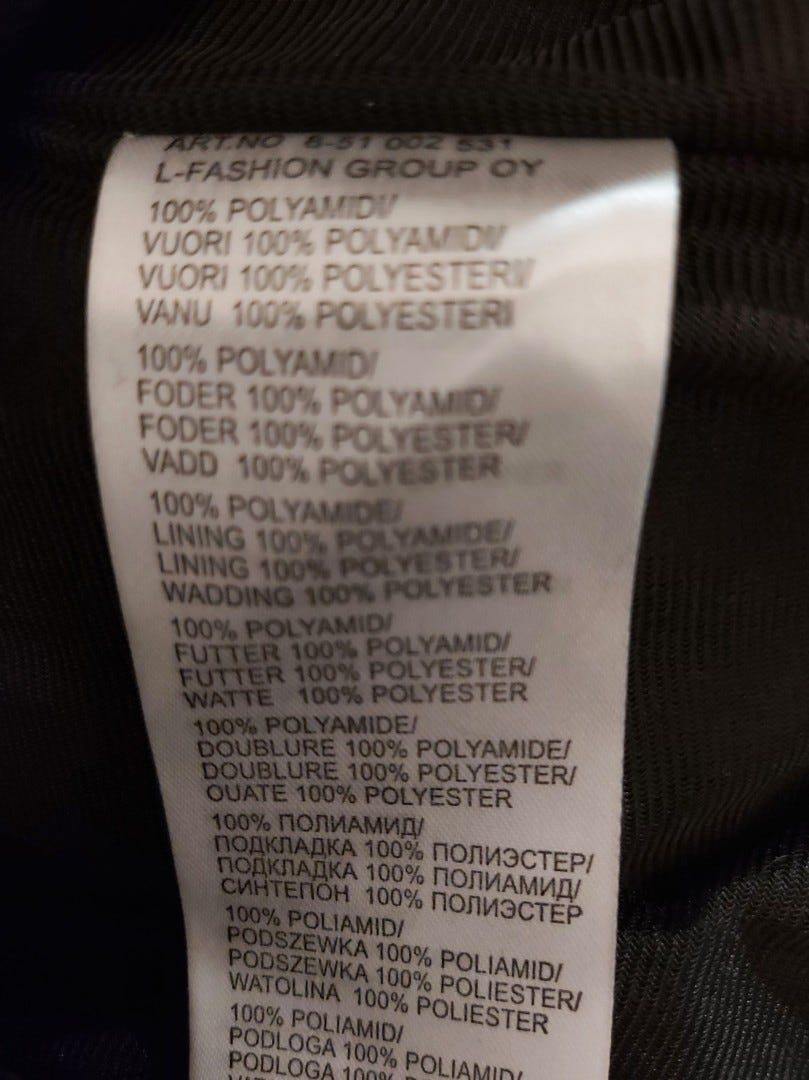 ART.NO 8-51 002 531
L-FASHION GROUP OY
100% POLYAMIDI/
VUORI 100% POLYAMIDI/
VUORI 100% POLYESTERI/
VANU 100% POLYESTERI
100% POLYAMID/
FODER 100% POLYAMID/
FODER 100% POLYESTER/
VADD 100% POLYESTER
100% POLYAMIDE/
LINING 100% POLYAMIDE/
LINING 100% POLYESTER/
WADDING 100% POLYESTER
100% POLYAMID/
FUTTER 100% POLYAMID/
FUTTER 100% POLYESTER/
WATTE 100% POLYESTER
100% POLYAMIDE/
DOUBLURE 100% POLYAMIDE/
DOUBLURE 100% POLYESTER/
OUATE 100% POLYESTER
100% ПОЛИАМИД/
ПОДКЛАДКА 100% ПОЛИЭСТЕР/
ПОДКЛАДКА 100% ПОЛИАМИД/
СИНТЕПОН 100% ПОЛИЭСТЕР
100% POLIAMID/
PODSZEWKA 100% POLIAMID/
PODSZEWKA 100% POLIESTER/
WATOLINA 100% POLIESTER
100% POLIAMID/
PODLOGA 100% POLIAMID/
PODLOGA 100%